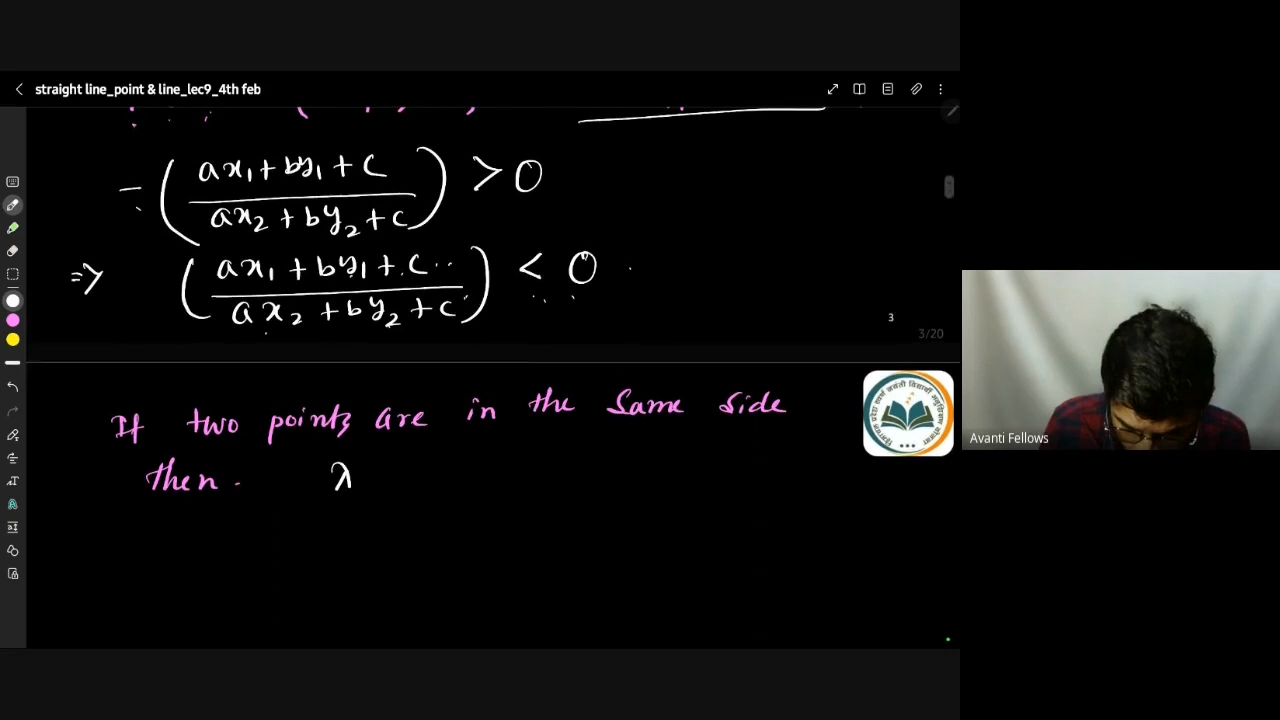 straight line_point & line_lec9_4th feb
- (ax₁ + by₁ + c / ax₂ + by₂ + c) > 0
=> (ax₁ + by₁ + c / ax₂ + by₂ + c) < 0
3
3/20
If two points are in the same side
then. λ
Avanti Fellows